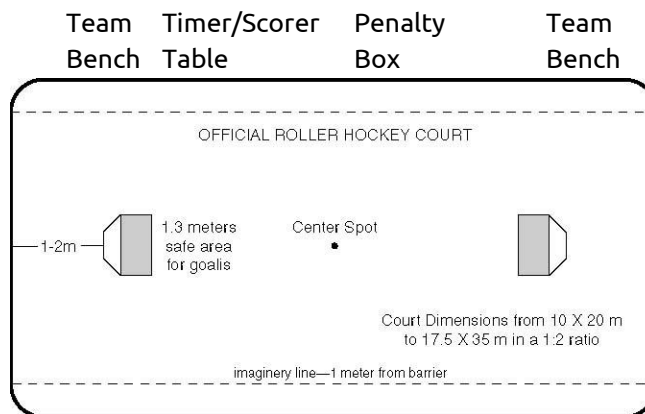 Team Timer/Scorer Penalty Team
Bench Table Box Bench
OFFICIAL ROLLER HOCKEY COURT
1-2m
1.3 meters
safe area
for goalis
Center Spot
Court Dimensions from 10 X 20 m
to 17.5 X 35 m in a 1:2 ratio
imaginery line—1 meter from barrier